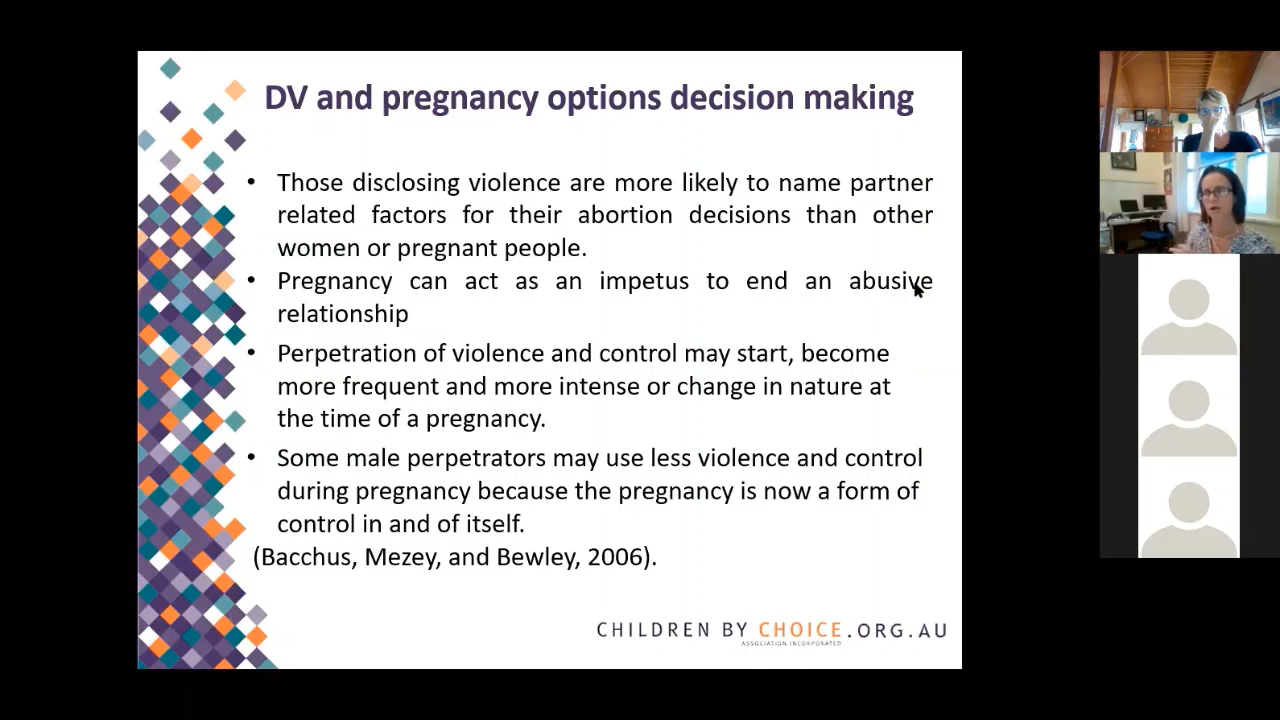 DV and pregnancy options decision making
• Those disclosing violence are more likely to name partner
related factors for their abortion decisions than other
women or pregnant people.
• Pregnancy can act as an impetus to end an abusive
relationship
• Perpetration of violence and control may start, become
more frequent and more intense or change in nature at
the time of a pregnancy.
• Some male perpetrators may use less violence and control
during pregnancy because the pregnancy is now a form of
control in and of itself.
(Bacchus, Mezey, and Bewley, 2006).
CHILDREN BY CHOICE.ORG.AU
ASSOCIATION INCORPORATED